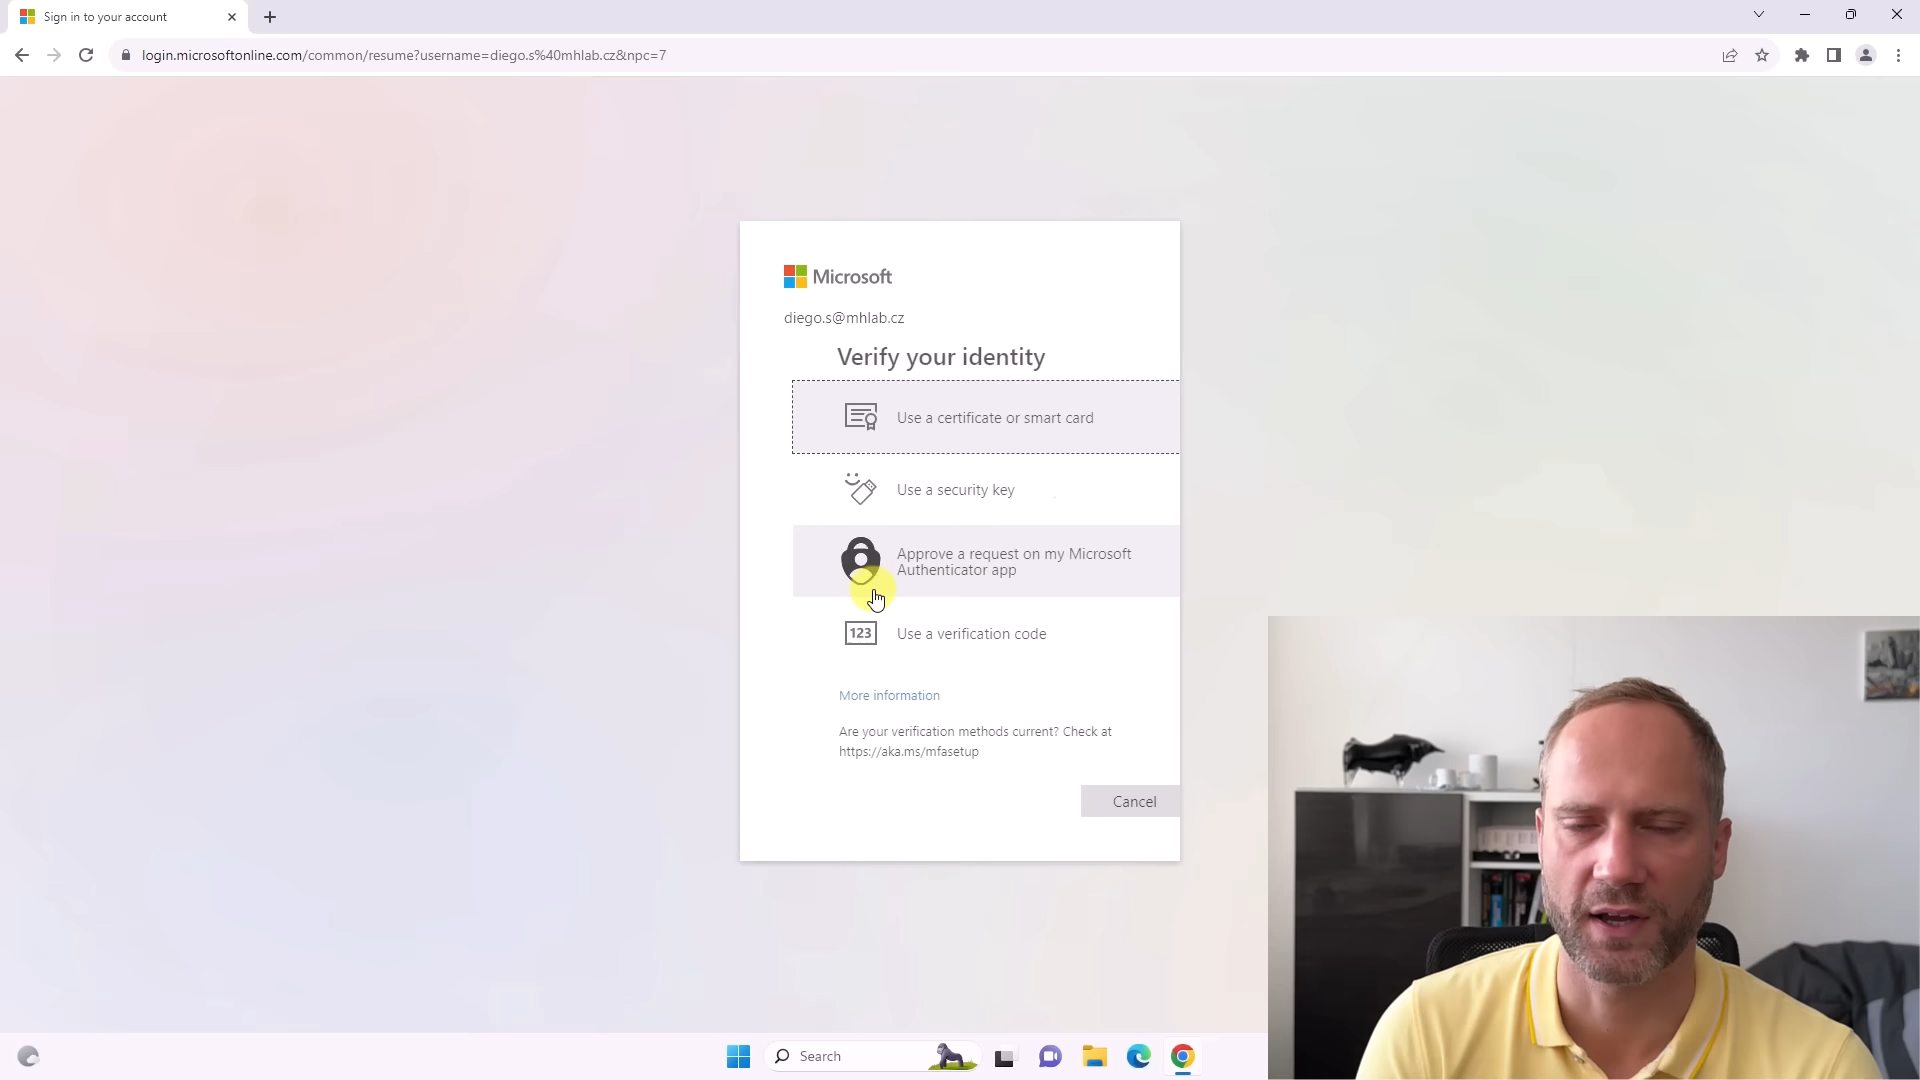 Sign in to your account
login.microsoftonline.com/common/resume?username=diego.s%40mhlab.cz&npc=7
Microsoft
diego.s@mhlab.cz
Verify your identity
Use a certificate or smart card
Use a security key
Approve a request on my Microsoft
Authenticator app
123
Use a verification code
More information
Are your verification methods current? Check at
https://aka.ms/mfasetup
Cancel
Search